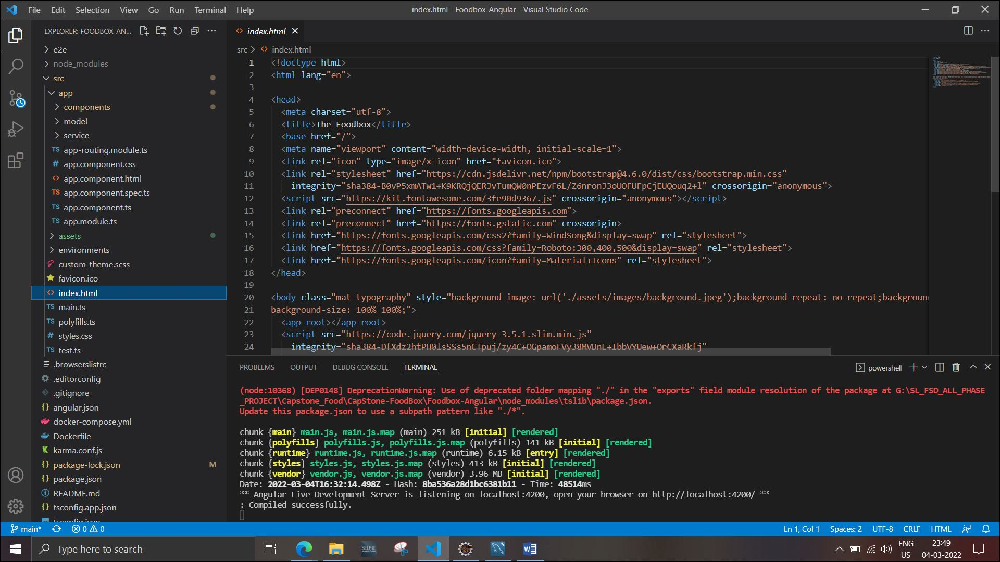 File Edit Selection View Go Run Terminal Help
index.html - Foodbox-Angular - Visual Studio Code
EXPLORER: FOODBOX-AN...
e2e
node_modules
src
app
components
model
service
TS app-routing.module.ts
# app.component.css
<> app.component.html
TS app.component.spec.ts
TS app.component.ts
TS app.module.ts
assets
environments
custom-theme.scss
favicon.ico
<> index.html
TS main.ts
TS polyfills.ts
# styles.css
TS test.ts
.browserslistrc
.editorconfig
.gitignore
{} angular.json
docker-compose.yml
Dockerfile
karma.conf.js
{} package-lock.json M
{} package.json
README.md
{} tsconfig.app.json
tsconfig.json
<> index.html
src > <> index.html
1 <!doctype html>
2 <html lang="en">
3
4 <head>
5 <meta charset="utf-8">
6 <title>The Foodbox</title>
7 <base href="/">
8 <meta name="viewport" content="width=device-width, initial-scale=1">
9 <link rel="icon" type="image/x-icon" href="favicon.ico">
10 <link rel="stylesheet" href="https://cdn.jsdelivr.net/npm/bootstrap@4.6.0/dist/css/bootstrap.min.css"
11 integrity="sha384-B0vP5xmATw1+K9KRQjQERJvTumQW0nPEzvF6L/Z6nronJ3oUOFUFpCjEUQouq2+l" crossorigin="anonymous">
12 <script src="https://kit.fontawesome.com/3fe90d9367.js" crossorigin="anonymous"></script>
13 <link rel="preconnect" href="https://fonts.googleapis.com">
14 <link rel="preconnect" href="https://fonts.gstatic.com" crossorigin>
15 <link href="https://fonts.googleapis.com/css2?family=WindSong&display=swap" rel="stylesheet">
16 <link href="https://fonts.googleapis.com/css?family=Roboto:300,400,500&display=swap" rel="stylesheet">
17 <link href="https://fonts.googleapis.com/icon?family=Material+Icons" rel="stylesheet">
18 </head>
19
20 <body class="mat-typography" style="background-image: url('./assets/images/background.jpeg');background-repeat: no-repeat;backgroun
21 background-size: 100% 100%;">
22 <app-root></app-root>
23 <script src="https://code.jquery.com/jquery-3.5.1.slim.min.js"
24 integrity="sha384-DfXdz2htPH0lsSSs5nCTpuj/zy4C+OGpamoFVy38MVBnE+IbbVYUew+OrCXaRkfj"
PROBLEMS OUTPUT DEBUG CONSOLE TERMINAL
powershell
(node:10368) [DEP0148] DeprecationWarning: Use of deprecated folder mapping "./" in the "exports" field module resolution of the package at G:\SL_FSD_ALL_PHASE
_PROJECT\Capstone_Food\CapStone-FoodBox\Foodbox-Angular\node_modules\tslib\package.json.
Update this package.json to use a subpath pattern like "./*".
chunk {main} main.js, main.js.map (main) 251 kB [initial] [rendered]
chunk {polyfills} polyfills.js, polyfills.js.map (polyfills) 141 kB [initial] [rendered]
chunk {runtime} runtime.js, runtime.js.map (runtime) 6.15 kB [entry] [rendered]
chunk {styles} styles.js, styles.js.map (styles) 413 kB [initial] [rendered]
chunk {vendor} vendor.js, vendor.js.map (vendor) 3.96 MB [initial] [rendered]
Date: 2022-03-04T16:32:14.498Z - Hash: 8ba536a28d1bc6381b11 - Time: 48514ms
** Angular Live Development Server is listening on localhost:4200, open your browser on http://localhost:4200/ **
: Compiled successfully.
main* 0 0
Ln 1, Col 1 Spaces: 2 UTF-8 CRLF HTML
Type here to search
SELFIE
ENG
US
23:49
04-03-2022